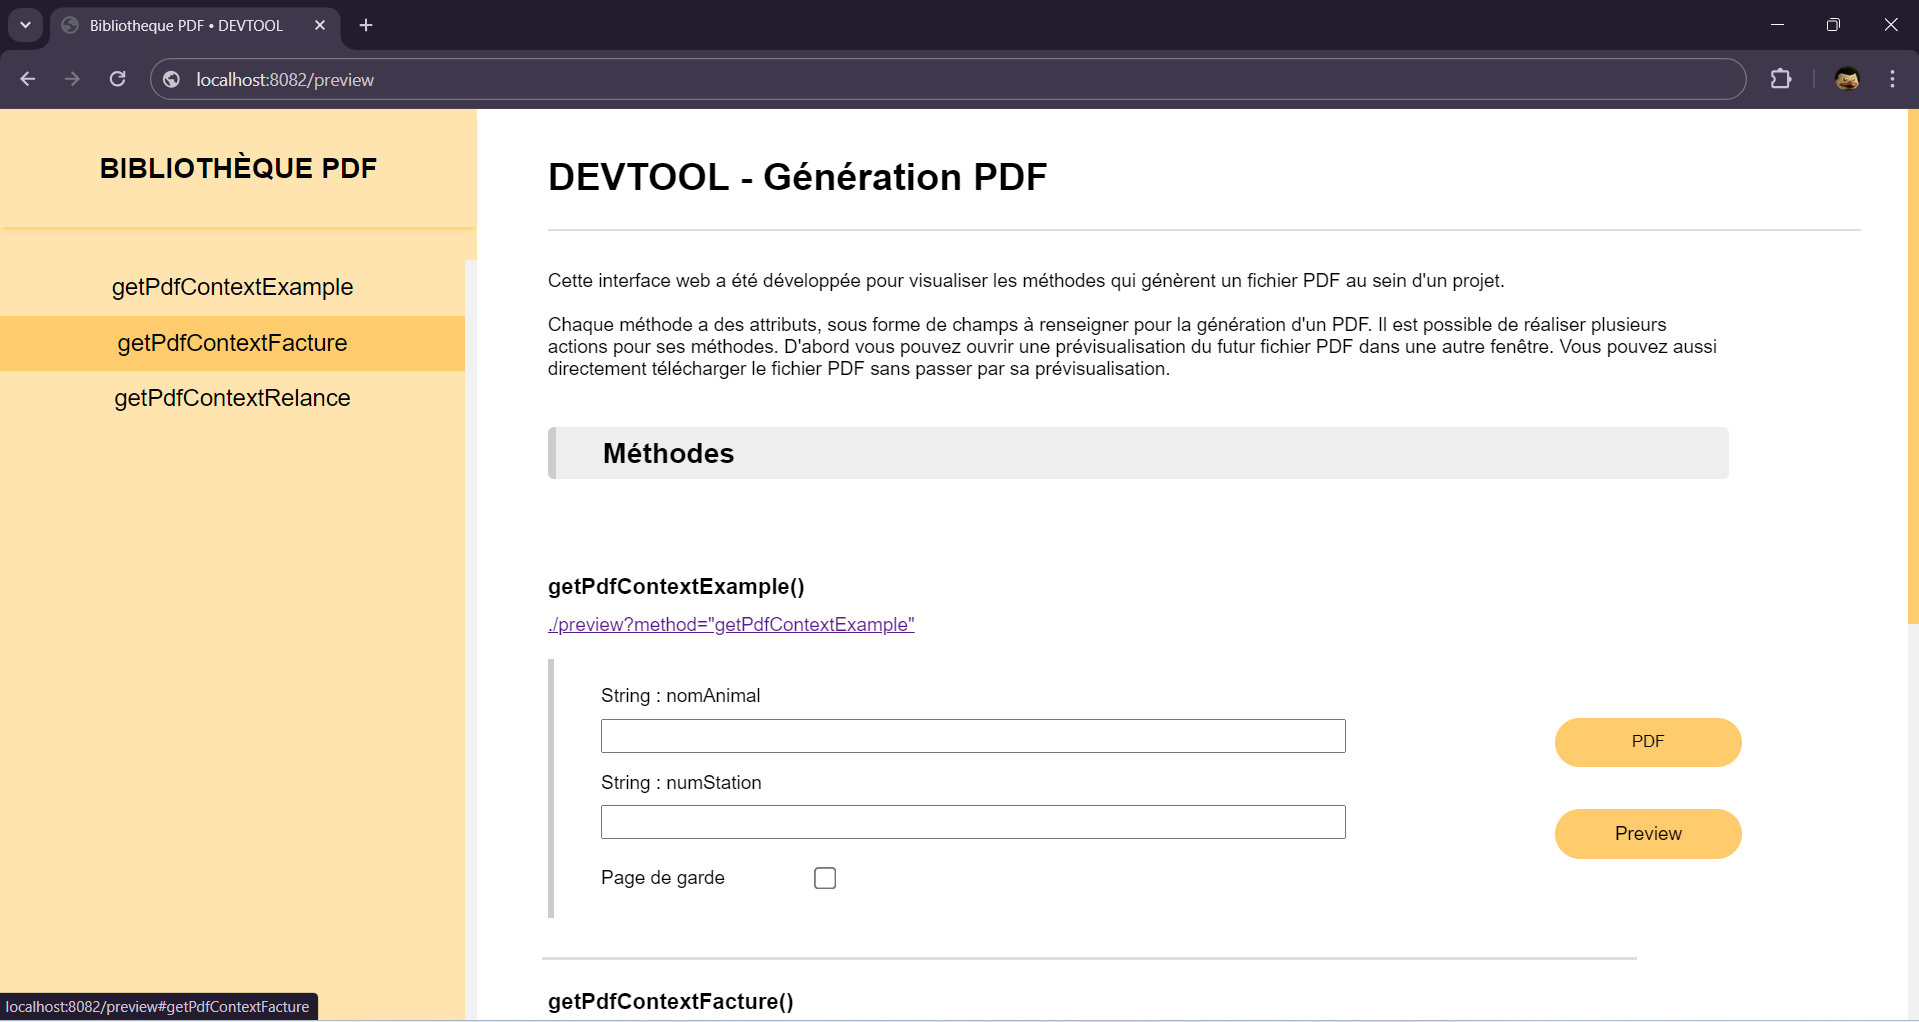 Bibliotheque PDF • DEVTOOL
localhost:8082/preview
BIBLIOTHÈQUE PDF
getPdfContextExample
getPdfContextFacture
getPdfContextRelance
DEVTOOL - Génération PDF
Cette interface web a été développée pour visualiser les méthodes qui génèrent un fichier PDF au sein d'un projet.
Chaque méthode a des attributs, sous forme de champs à renseigner pour la génération d'un PDF. Il est possible de réaliser plusieurs
actions pour ses méthodes. D'abord vous pouvez ouvrir une prévisualisation du futur fichier PDF dans une autre fenêtre. Vous pouvez aussi
directement télécharger le fichier PDF sans passer par sa prévisualisation.
Méthodes
getPdfContextExample()
./preview?method="getPdfContextExample"
String : nomAnimal
PDF
String : numStation
Preview
Page de garde
getPdfContextFacture()
localhost:8082/preview#getPdfContextFacture